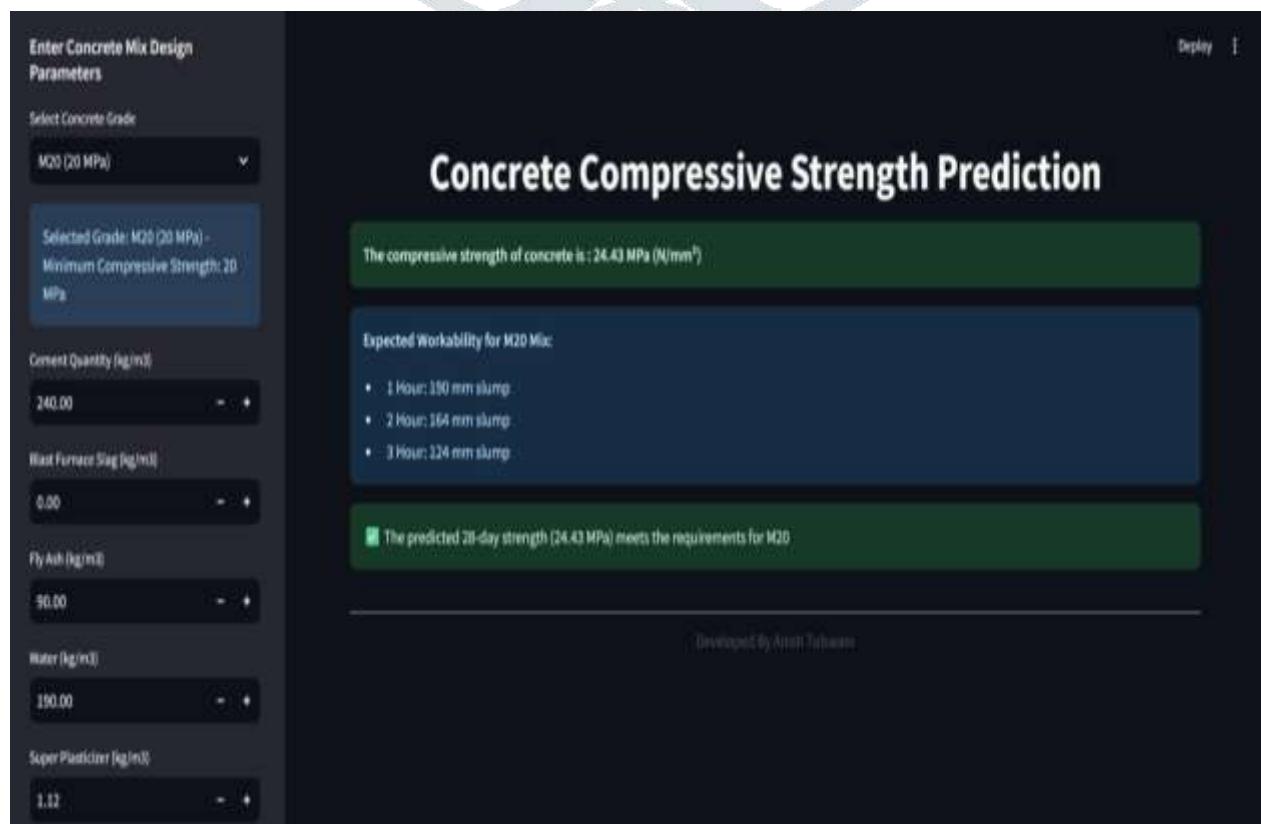 Enter Concrete Mix Design
Parameters
Select Concrete Grade
M20 (20 MPa)
Selected Grade: M20 (20 MPa) -
Minimum Compressive Strength: 20
MPa
Cement Quantity (kg/m3)
240.00
- +
Blast Furnace Slag (kg/m3)
0.00
- +
Fly Ash (kg/m3)
90.00
- +
Water (kg/m3)
190.00
- +
Super Plasticizer (kg/m3)
1.12
- +
Deploy
Concrete Compressive Strength Prediction
The compressive strength of concrete is : 24.43 MPa (N/mm²)
Expected Workability for M20 Mix:
• 1 Hour: 190 mm slump
• 2 Hour: 164 mm slump
• 3 Hour: 124 mm slump
✅ The predicted 28-day strength (24.43 MPa) meets the requirements for M20
Developed By